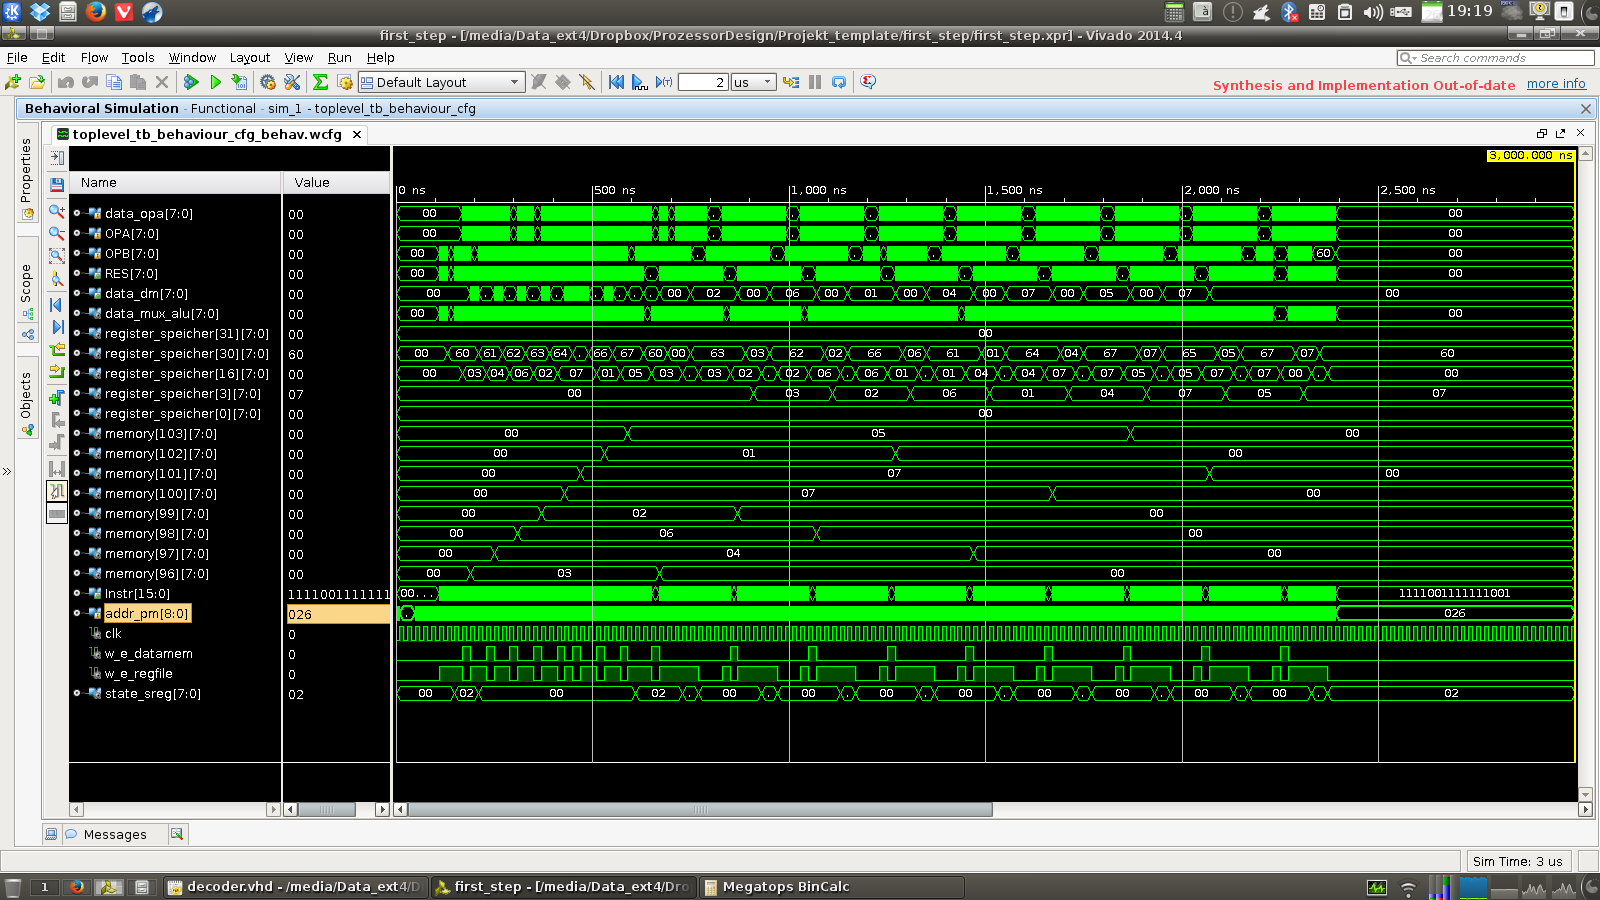 19:19
first_step - [/media/Data_ext4/Dropbox/ProzessorDesign/Projekt_template/first_step/first_step.xpr] - Vivado 2014.4
File Edit Flow Tools Window Layout View Run Help
Search commands
Default Layout 2 us
Synthesis and Implementation Out-of-date more info
Behavioral Simulation - Functional - sim_1 - toplevel_tb_behaviour_cfg
toplevel_tb_behaviour_cfg_behav.wcfg
Properties
Scope
Objects
3,000.000 ns
Name Value
0 ns 500 ns 1,000 ns 1,500 ns 2,000 ns 2,500 ns
data_opa[7:0] 00 00 00
OPA[7:0] 00 00 00
OPB[7:0] 00 00 60 00
RES[7:0] 00 00 00
data_dm[7:0] 00 00 00 02 00 06 00 01 00 04 00 07 00 05 00 07 00
data_mux_alu[7:0] 00 00 00
register_speicher[31][7:0] 00 00
register_speicher[30][7:0] 60 00 60 61 62 63 64 . 66 67 60 00 63 03 62 02 66 06 61 01 64 04 67 07 65 05 67 07 60
register_speicher[16][7:0] 00 00 03 04 06 02 07 01 05 03 . 03 02 . 02 06 . 06 01 . 01 04 . 04 07 . 07 05 . 05 07 . 07 00 . 00
register_speicher[3][7:0] 07 00 03 02 06 01 04 07 05 07
register_speicher[0][7:0] 00 00
memory[103][7:0] 00 00 05 00
memory[102][7:0] 00 00 01 00
memory[101][7:0] 00 00 07 00
memory[100][7:0] 00 00 07 00
memory[99][7:0] 00 00 02 00
memory[98][7:0] 00 00 06 00
memory[97][7:0] 00 00 04 00
memory[96][7:0] 00 00 03 00
Instr[15:0] 1111001111111 00... 1111001111111001
addr_pm[8:0] 026 . 026
clk 0
w_e_datamem 0
w_e_regfile 0
state_sreg[7:0] 02 00 02 00 02 . 00 . 00 . 00 . 00 . 00 . 00 . 00 . 00 . 02
Messages
Sim Time: 3 us
1 decoder.vhd - /media/Data_ext4/D first_step - [/media/Data_ext4/Dro Megatops BinCalc